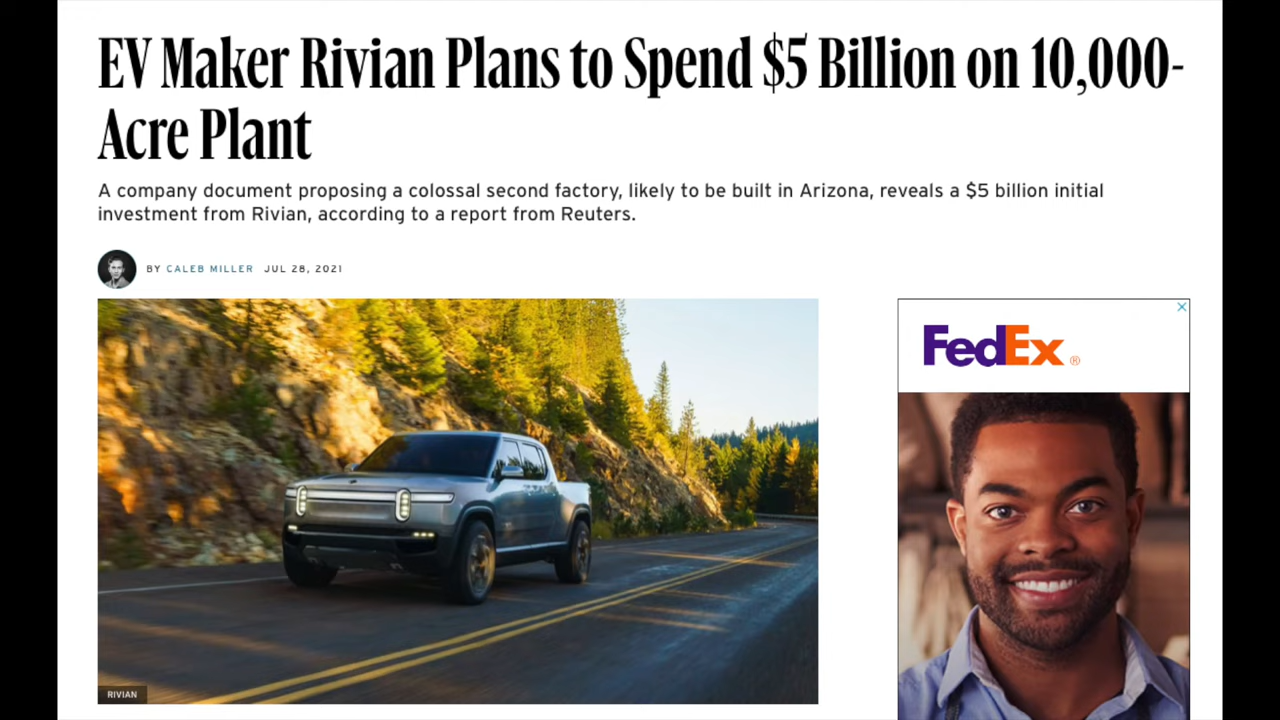 EV Maker Rivian Plans to Spend $5 Billion on 10,000-
Acre Plant
A company document proposing a colossal second factory, likely to be built in Arizona, reveals a $5 billion initial
investment from Rivian, according to a report from Reuters.
BY CALEB MILLER JUL 28, 2021
FedEx ®
RIVIAN